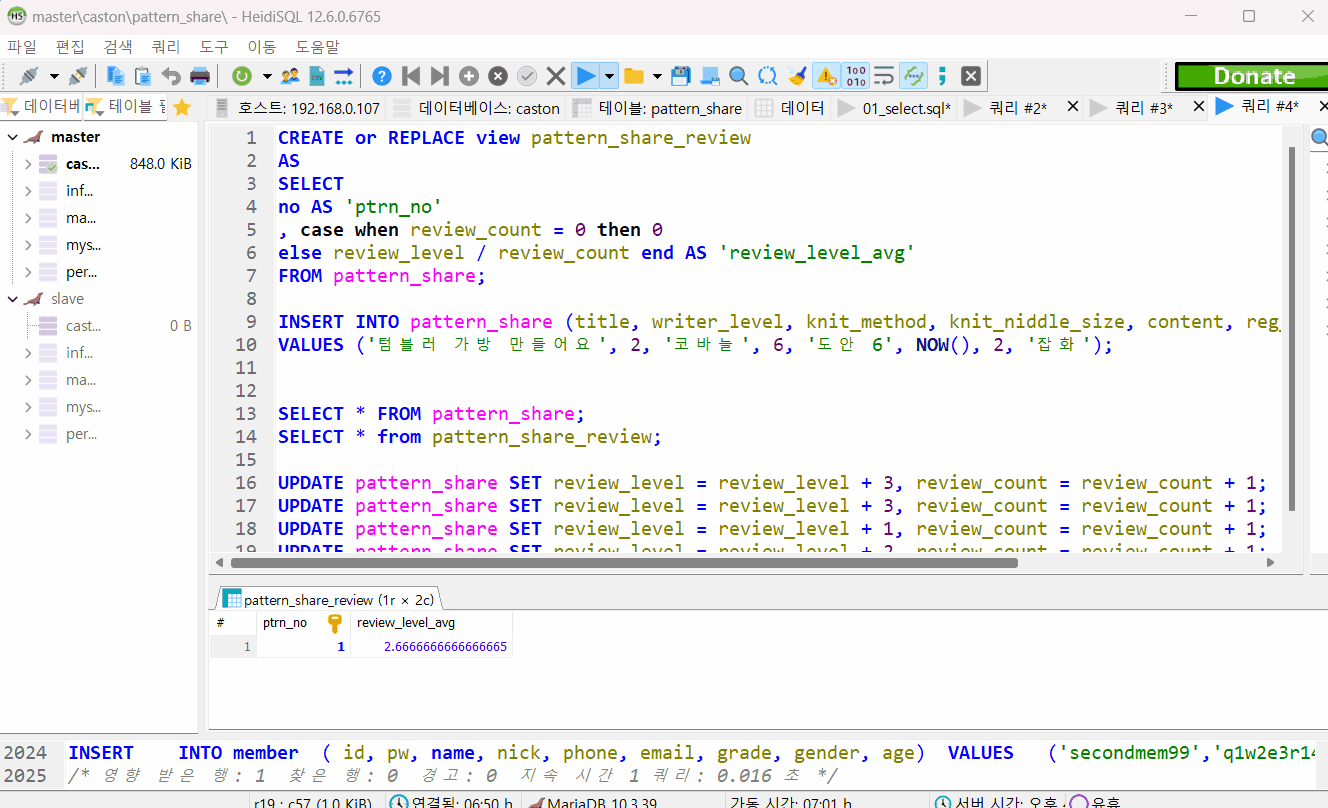 master\caston\pattern_share\ - HeidiSQL 12.6.0.6765
파일 편집 검색 쿼리 도구 이동 도움말
Donate
데이터베 테이블 호스트: 192.168.0.107 데이터베이스: caston 테이블: pattern_share 데이터 01_select.sql* 쿼리 #2* 쿼리 #3* 쿼리 #4*
master
cas... 848.0 KiB
inf...
ma...
mys...
per...
slave
cast... 0 B
inf...
ma...
mys...
per...
1 CREATE or REPLACE view pattern_share_review
2 AS
3 SELECT
4 no AS 'ptrn_no'
5 , case when review_count = 0 then 0
6 else review_level / review_count end AS 'review_level_avg'
7 FROM pattern_share;
8
9 INSERT INTO pattern_share (title, writer_level, knit_method, knit_niddle_size, content, reg_
10 VALUES ('텀블러 가방 만들어요', 2, '코바늘', 6, '도안 6', NOW(), 2, '잡화');
11
12
13 SELECT * FROM pattern_share;
14 SELECT * from pattern_share_review;
15
16 UPDATE pattern_share SET review_level = review_level + 3, review_count = review_count + 1;
17 UPDATE pattern_share SET review_level = review_level + 3, review_count = review_count + 1;
18 UPDATE pattern_share SET review_level = review_level + 1, review_count = review_count + 1;
19 UPDATE pattern_share SET review_level = review_level + 2, review_count = review_count + 1;
pattern_share_review (1r × 2c)
# ptrn_no review_level_avg
1 1 2.6666666666666665
2024 INSERT INTO member ( id, pw, name, nick, phone, email, grade, gender, age) VALUES ('secondmem99','q1w2e3r14
2025 /* 영향 받은 행: 1 찾은 행: 0 경고: 0 지속 시간 1 쿼리: 0.016 초 */
r19 : c57 (1.0 KiB) 연결됨: 06:50 h MariaDB 10.3.39 가동 시간: 07:01 h 서버 시간: 오후 유휴